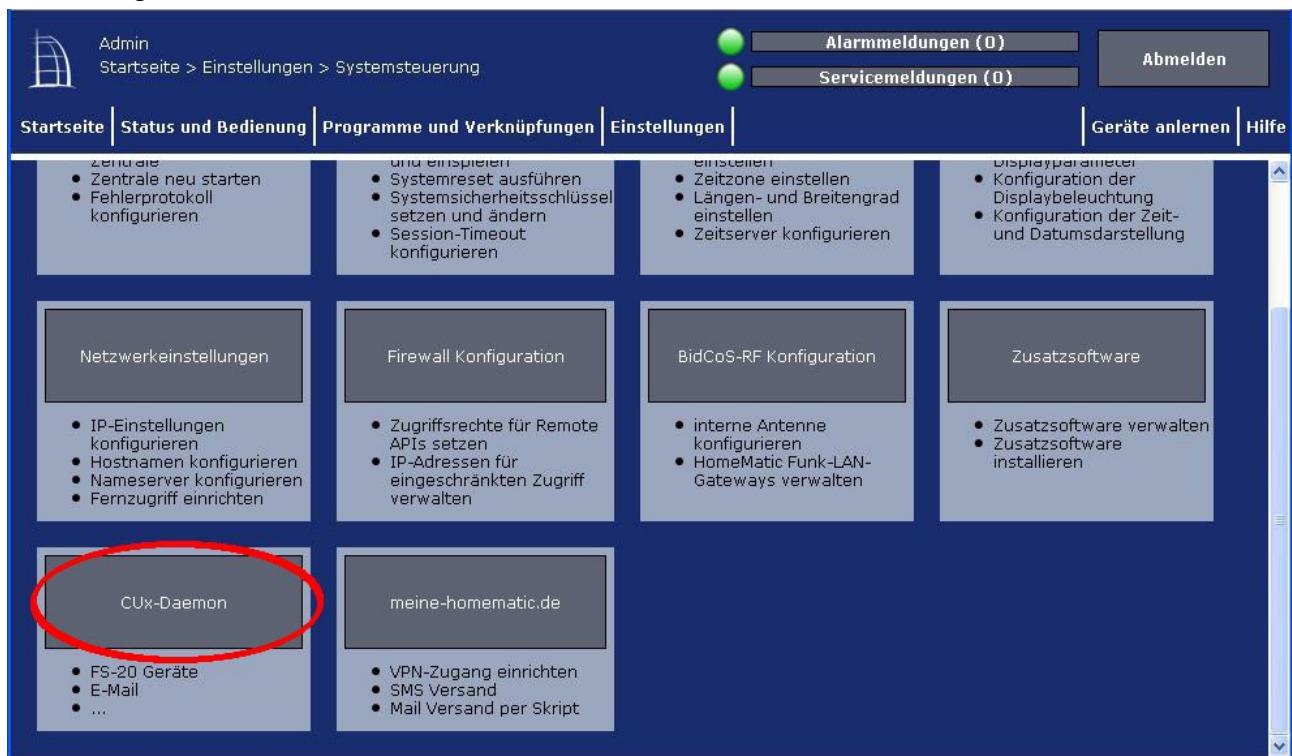 Admin
Startseite > Einstellungen > Systemsteuerung
Alarmmeldungen (0)
Servicemeldungen (0)
Abmelden
Startseite
Status und Bedienung
Programme und Verknüpfungen
Einstellungen
Geräte anlernen
Hilfe
Zentrale
Zentrale neu starten
Fehlerprotokoll
konfigurieren
und einspielen
Systemreset ausführen
Systemsicherheitsschlüssel
setzen und ändern
Session-Timeout
konfigurieren
einstellen
Zeitzone einstellen
Längen- und Breitengrad
einstellen
Zeitserver konfigurieren
Displayparameter
Konfiguration der
Displaybeleuchtung
Konfiguration der Zeit-
und Datumsdarstellung
Netzwerkeinstellungen
IP-Einstellungen
konfigurieren
Hostnamen konfigurieren
Nameserver konfigurieren
Fernzugriff einrichten
Firewall Konfiguration
Zugriffsrechte für Remote
APIs setzen
IP-Adressen für
eingeschränkten Zugriff
verwalten
BidCoS-RF Konfiguration
interne Antenne
konfigurieren
HomeMatic Funk-LAN-
Gateways verwalten
Zusatzsoftware
Zusatzsoftware verwalten
Zusatzsoftware
installieren
CUx-Daemon
FS-20 Geräte
E-Mail
...
meine-homematic.de
VPN-Zugang einrichten
SMS Versand
Mail Versand per Skript